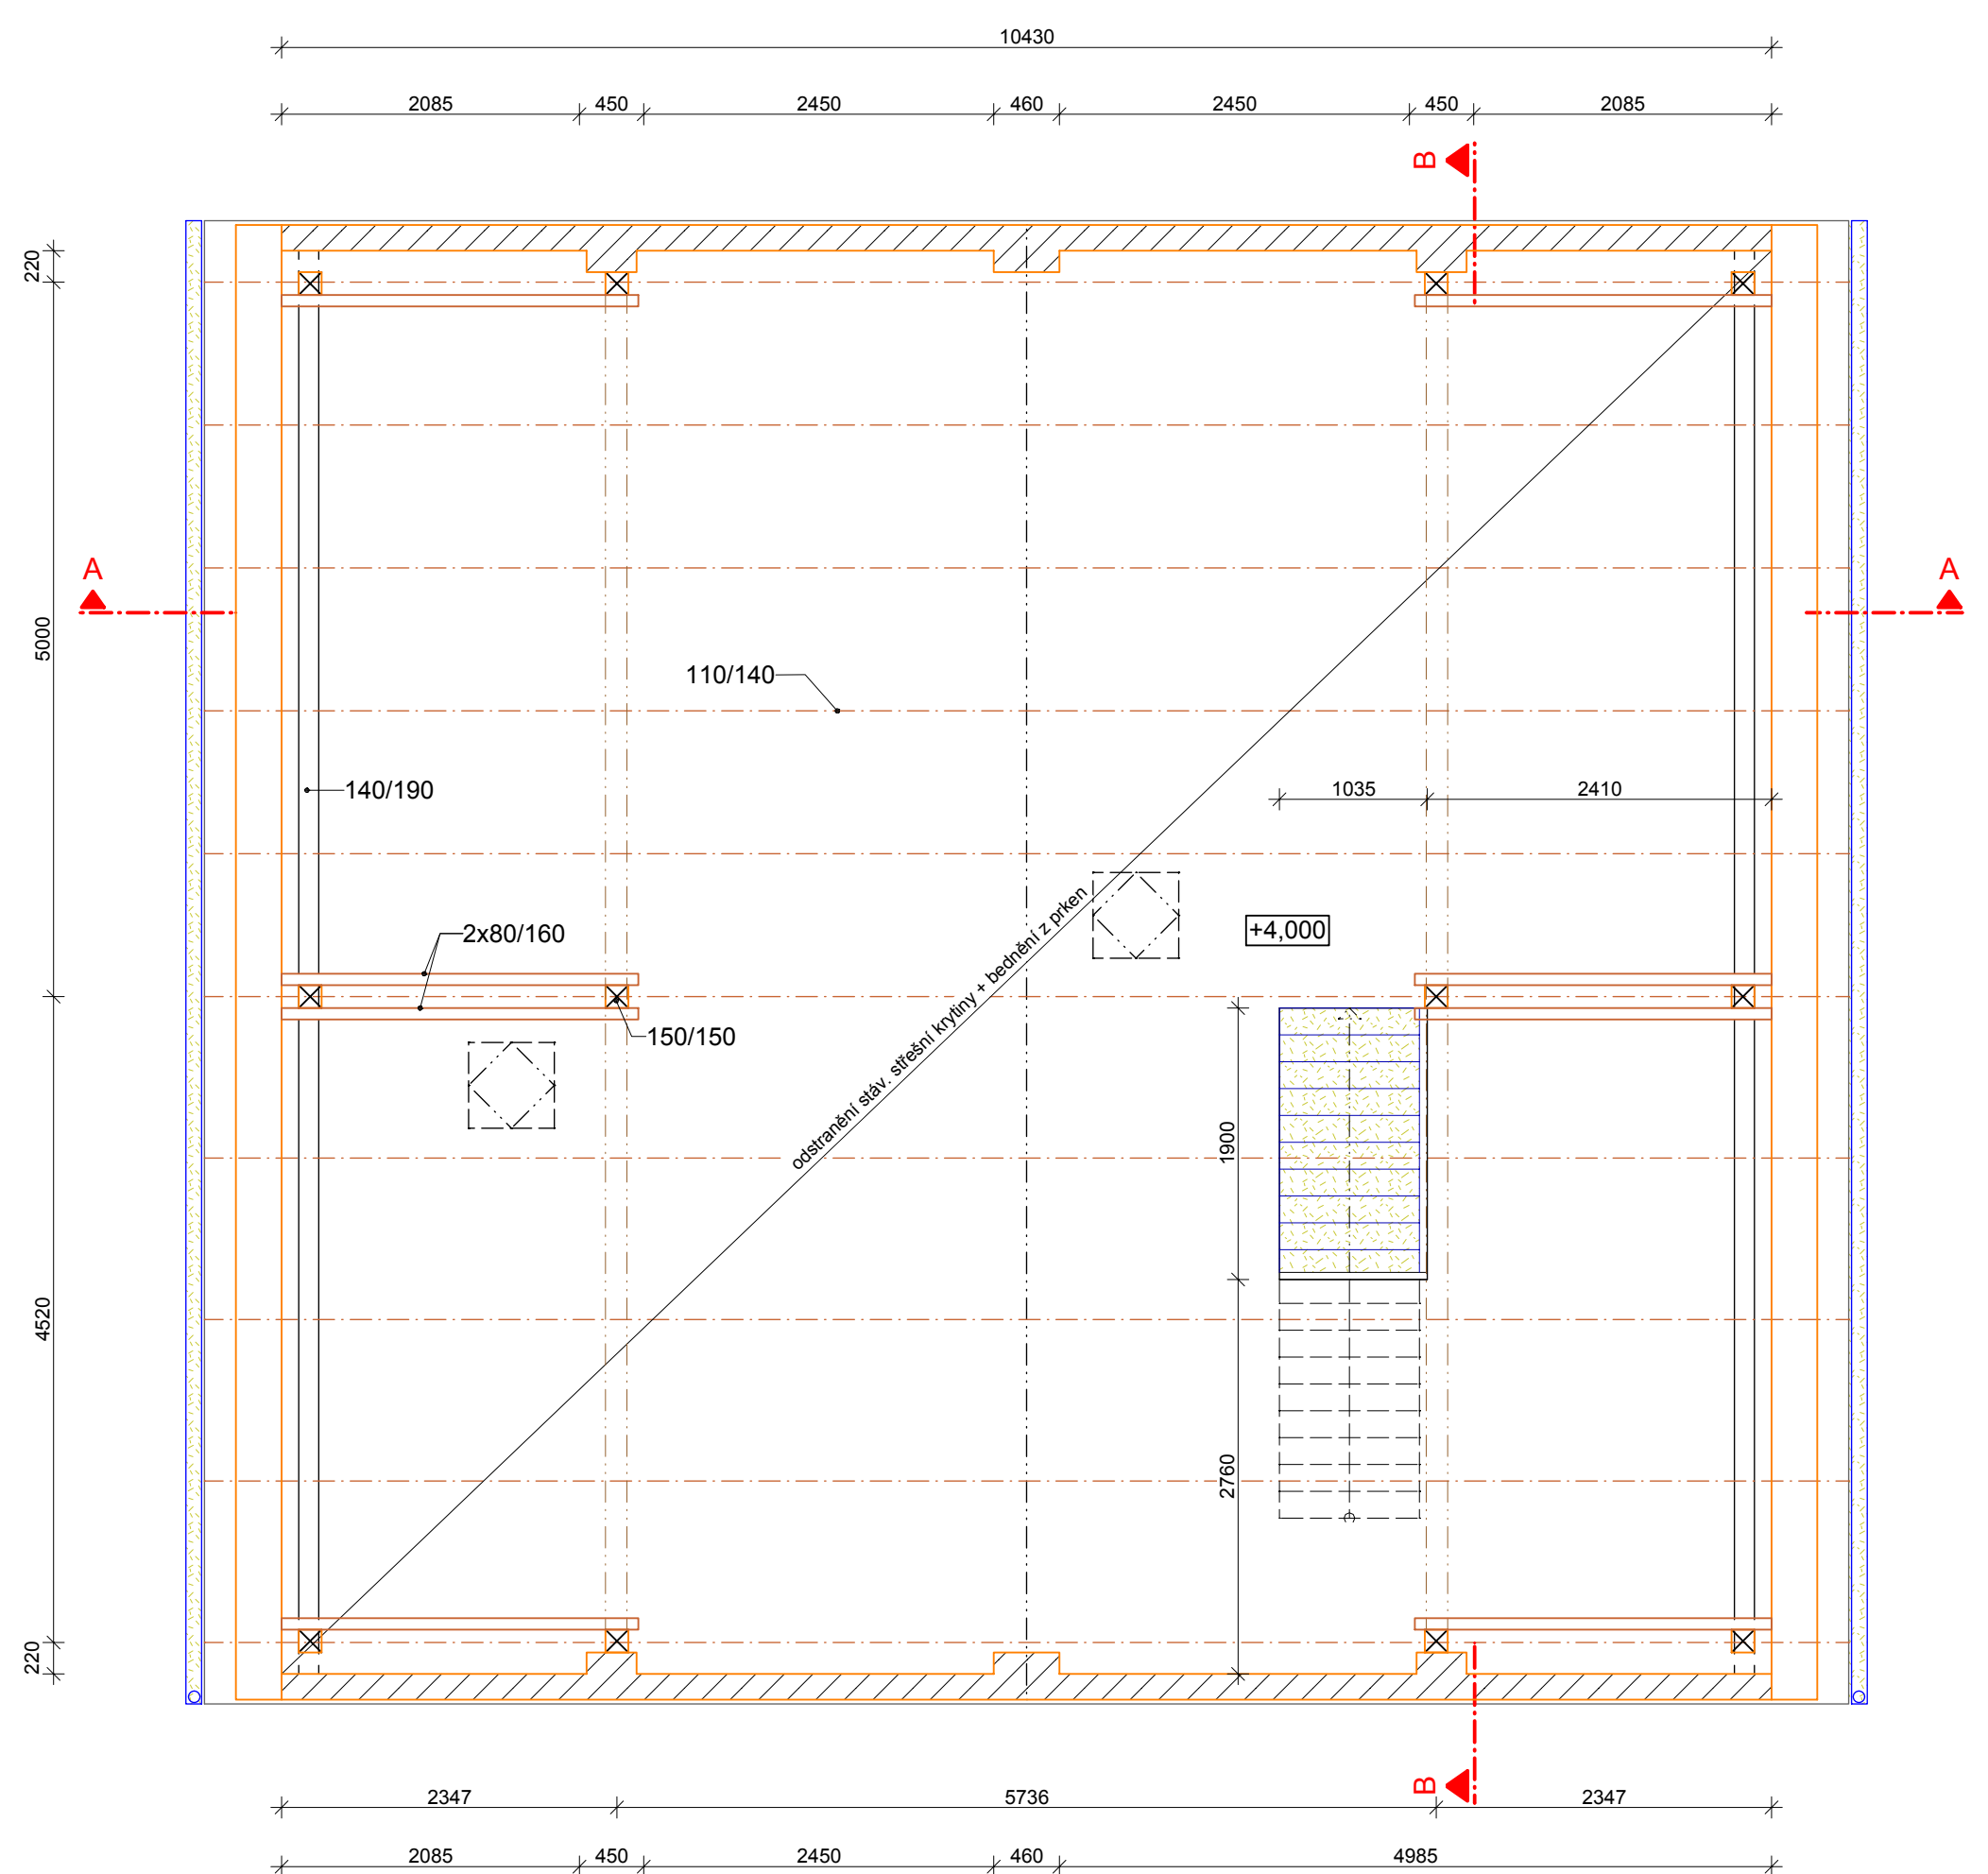 10430
2085 450 2450 460 2450 450 2085
B
220
A
A
5000
110/140
140/190
1035 2410
2x80/160
+4,000
150/150
odstranění stáv. střešní krytiny + bednění z prken
1900
4520
2760
220
B
2347 5736 2347
2085 450 2450 460 4985